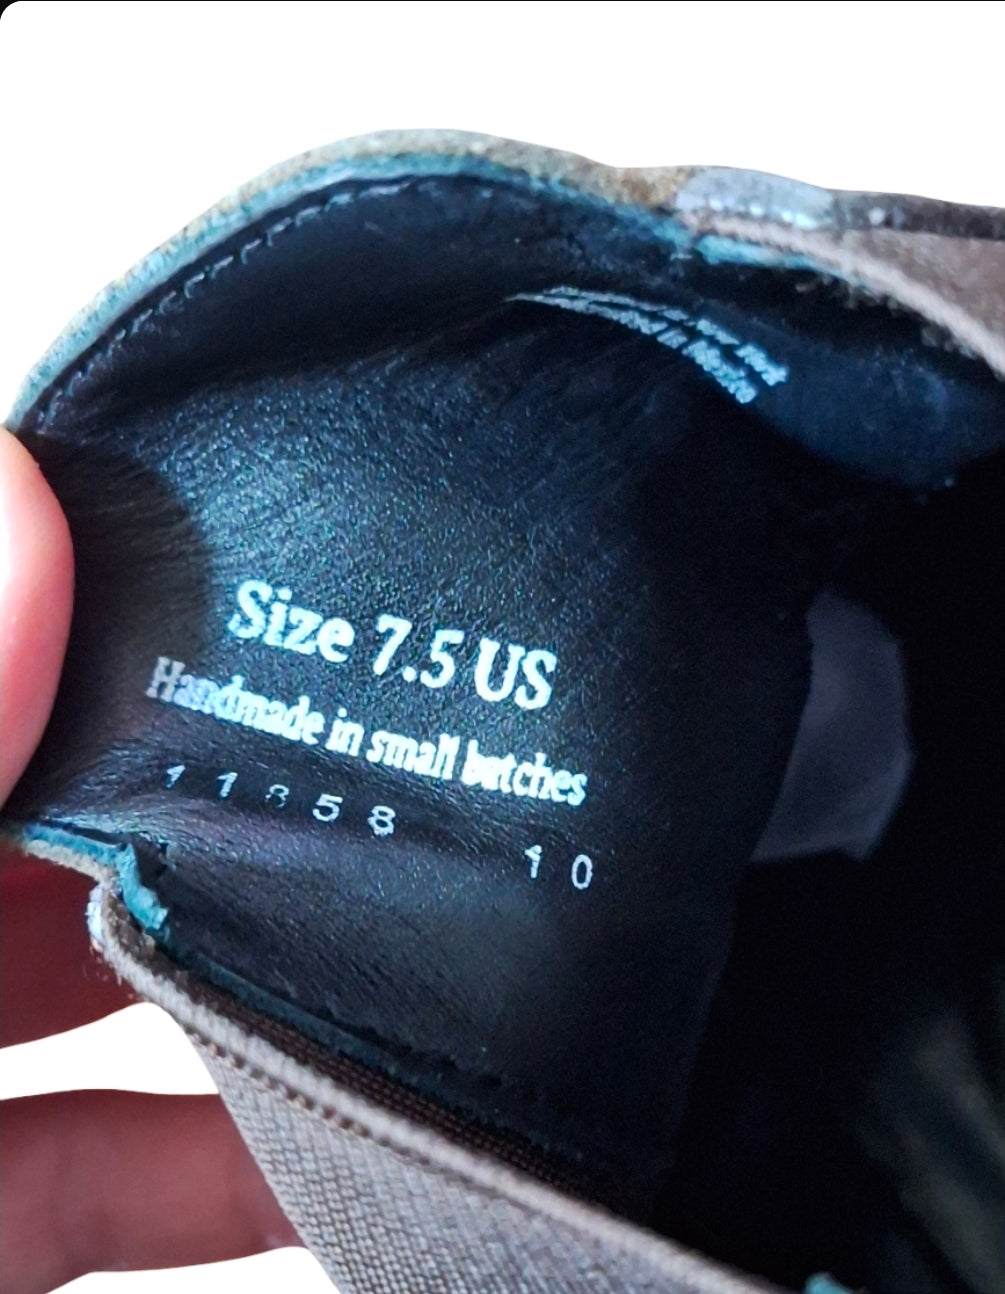 Size 7.5 US
Handmade in small batches
11858 10